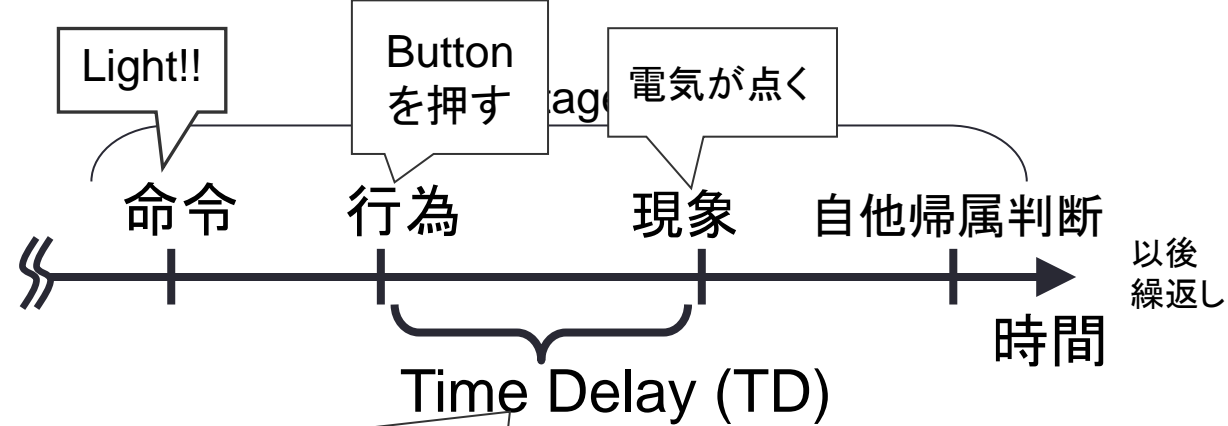 Light!!
Button
を押す
電気が点く
命令
行為
現象
自他帰属判断
以後
繰返し
時間
Time Delay (TD)